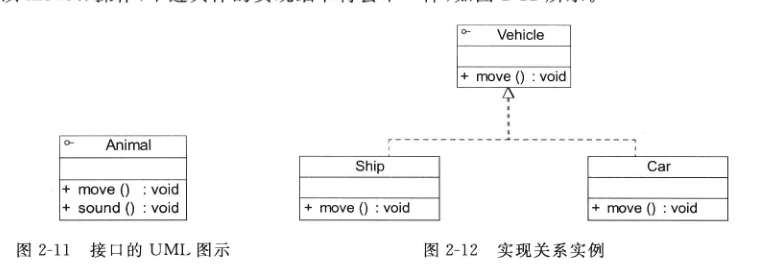 Vehicle
+ move () : void
Animal
+ move () : void
+ sound () : void
Ship
+ move () : void
Car
+ move () : void
图 2-11 接口的 UML 图示
图 2-12 实现关系实例